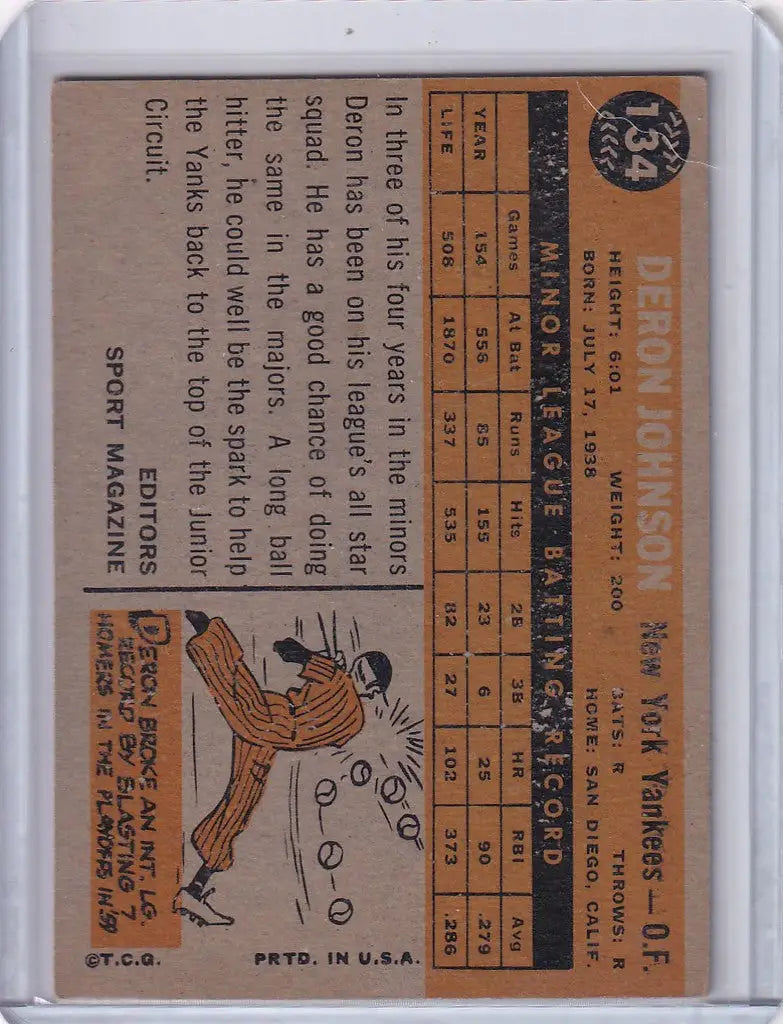 134
DERON JOHNSON New York Yankees — O.F.
HEIGHT: 6:01 WEIGHT: 200 BATS: R THROWS: R
BORN: JULY 17, 1938 HOME: SAN DIEGO, CALIF.
MINOR LEAGUE BATTING RECORD
Games At Bat Runs Hits 2B 3B HR RBI Avg
YEAR 154 556 85 155 23 6 25 90 .279
LIFE 508 1870 337 535 82 27 102 373 .286
In three of his four years in the minors
Deron has been on his league's all star
squad. He has a good chance of doing
the same in the majors. A long ball
hitter, he could well be the spark to help
the Yanks back to the top of the Junior
Circuit.
EDITORS
SPORT MAGAZINE
DERON BROKE AN INT. LG.
RECORD BY BLASTING 7
HOMERS IN THE PLAYOFFS IN '59
PRTD. IN U.S.A.
©T.C.G.